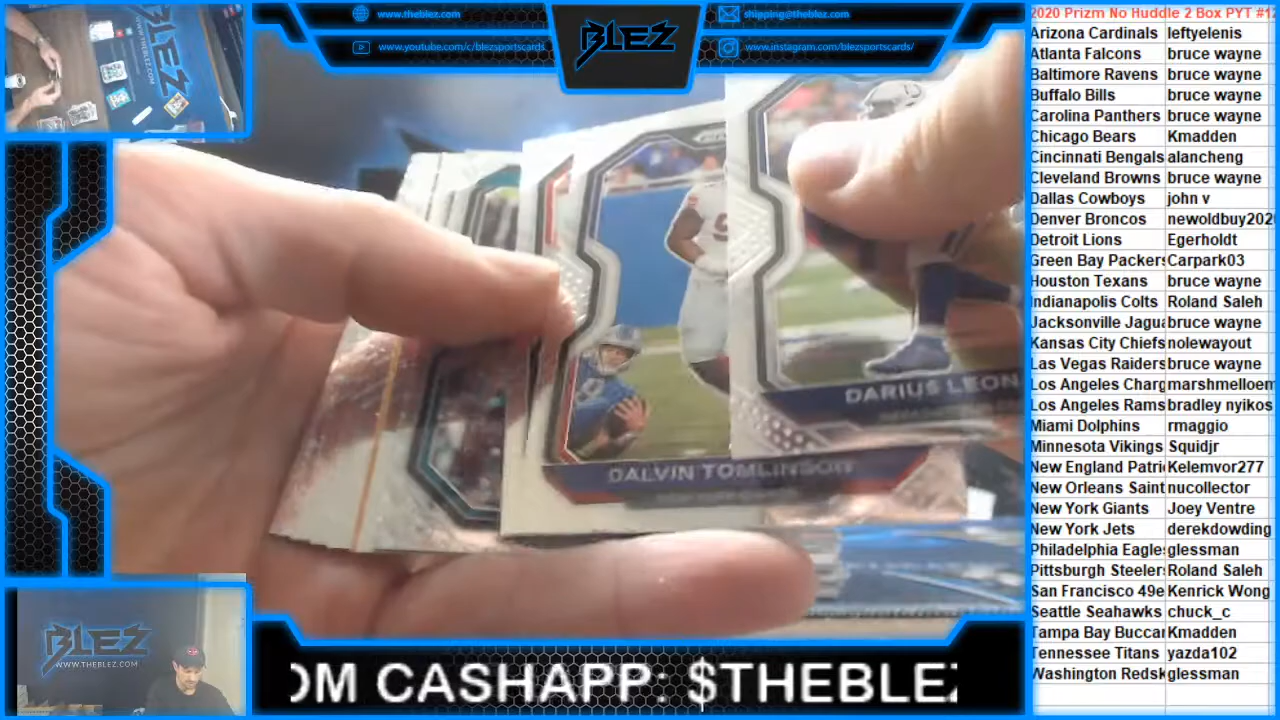 www.theblez.com
shipping@theblez.com
www.youtube.com/c/blezsportscards
www.instagram.com/blezsportscards/
BLEZ
BLEZ
WWW.THEBLEZ.COM
DALVIN TOMLINSON
DARIUS LEON
BLEZ
WWW.THEBLEZ.COM
OM CASHAPP: $THEBLEZ
2020 Prizm No Huddle 2 Box PYT #1
Arizona Cardinals leftyelenis
Atlanta Falcons bruce wayne
Baltimore Ravens bruce wayne
Buffalo Bills bruce wayne
Carolina Panthers bruce wayne
Chicago Bears Kmadden
Cincinnati Bengals alancheng
Cleveland Browns bruce wayne
Dallas Cowboys john v
Denver Broncos newoldbuy202
Detroit Lions Egerholdt
Green Bay Packers Carpark03
Houston Texans bruce wayne
Indianapolis Colts Roland Saleh
Jacksonville Jagua bruce wayne
Kansas City Chiefs nolewayout
Las Vegas Raiders bruce wayne
Los Angeles Charg marshmelloem
Los Angeles Rams bradley nyikos
Miami Dolphins rmaggio
Minnesota Vikings Squidjr
New England Patri Kelemvor277
New Orleans Saint nucollector
New York Giants Joey Ventre
New York Jets derekdowding
Philadelphia Eagle glessman
Pittsburgh Steelers Roland Saleh
San Francisco 49e Kenrick Wong
Seattle Seahawks chuck_c
Tampa Bay Buccan Kmadden
Tennessee Titans yazda102
Washington Redsk glessman